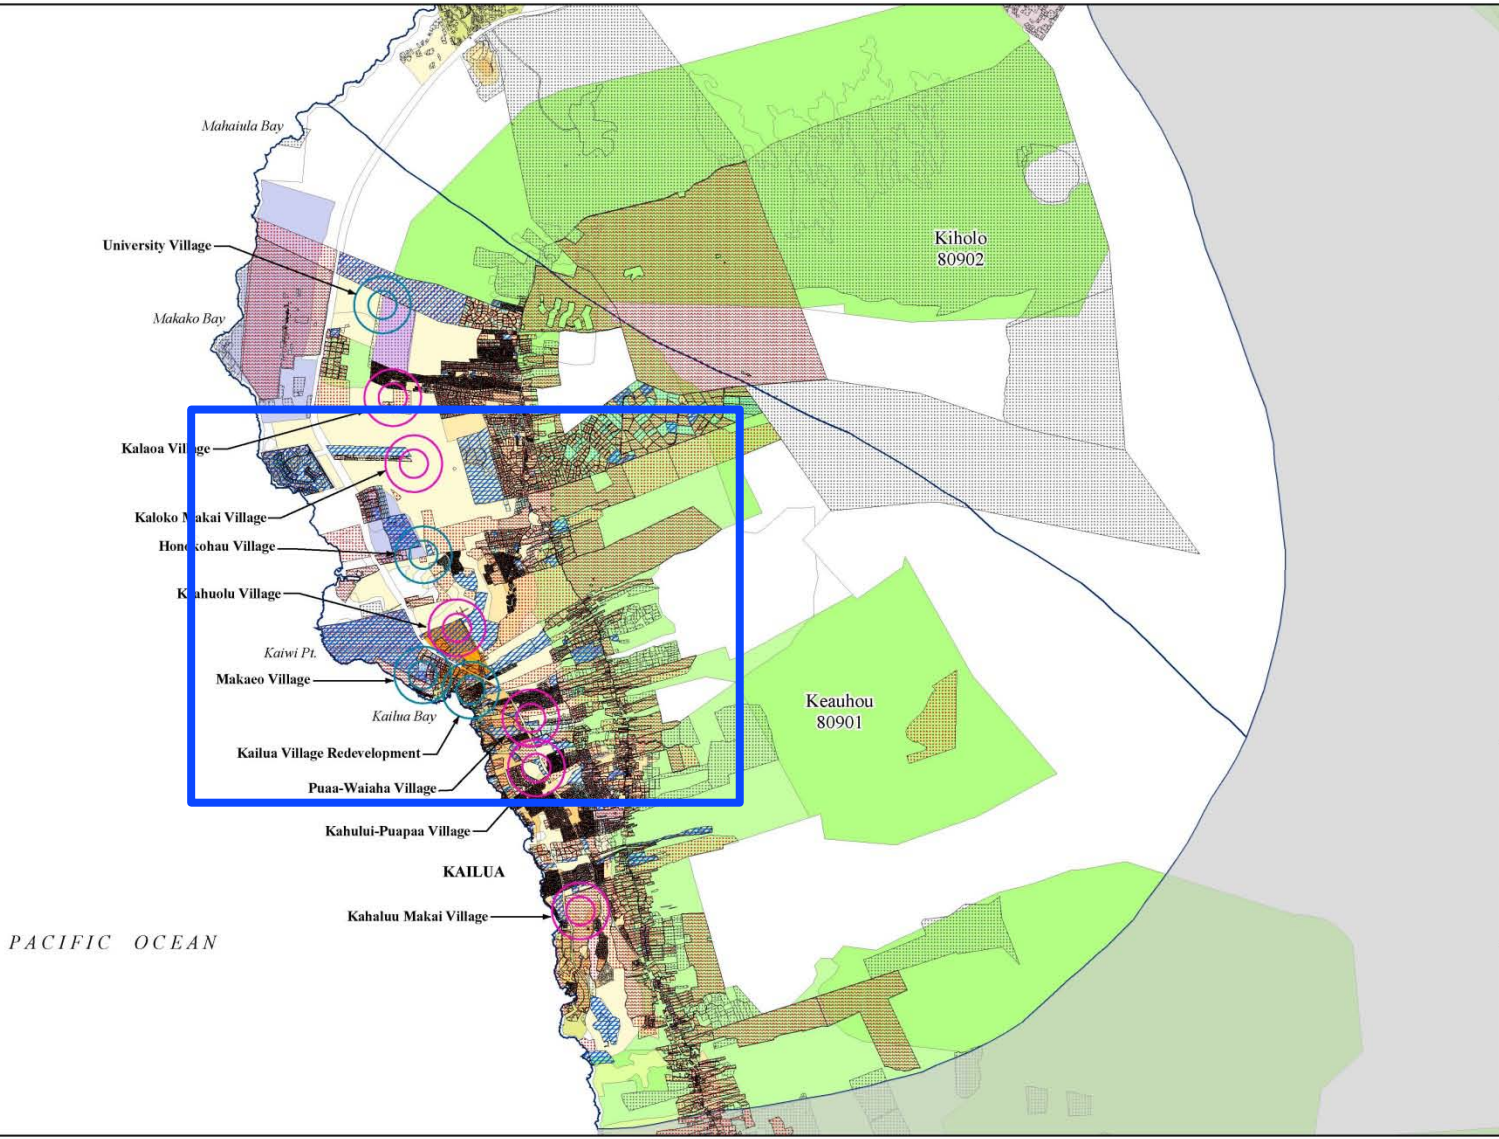 Mahaiula Bay
University Village
Kiholo
80902
Makako Bay
Kalaoa Village
Kaloko Makai Village
Honokohau Village
Keahuolu Village
Kaiwi Pt.
Makaeo Village
Keauhou
80901
Kailua Bay
Kailua Village Redevelopment
Puaa-Waiaha Village
Kahului-Puapaa Village
KAILUA
Kahaluu Makai Village
PACIFIC OCEAN